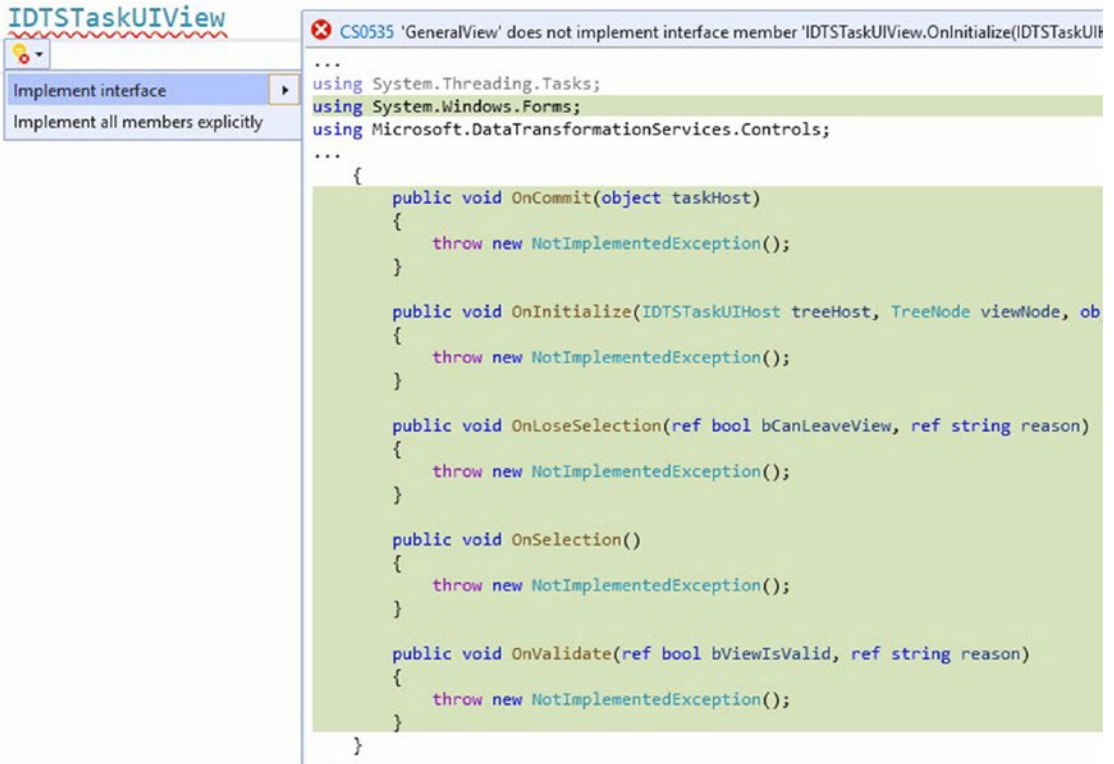 IDTSTaskUIView
Implement interface
Implement all members explicitly
CS0535 'GeneralView' does not implement interface member 'IDTSTaskUIView.OnInitialize(IDTSTaskUIH
...
using System.Threading.Tasks;
using System.Windows.Forms;
using Microsoft.DataTransformationServices.Controls;
...
{
public void OnCommit(object taskHost)
{
throw new NotImplementedException();
}
public void OnInitialize(IDTSTaskUIHost treeHost, TreeNode viewNode, ob
{
throw new NotImplementedException();
}
public void OnLoseSelection(ref bool bCanLeaveView, ref string reason)
{
throw new NotImplementedException();
}
public void OnSelection()
{
throw new NotImplementedException();
}
public void OnValidate(ref bool bViewIsValid, ref string reason)
{
throw new NotImplementedException();
}
}